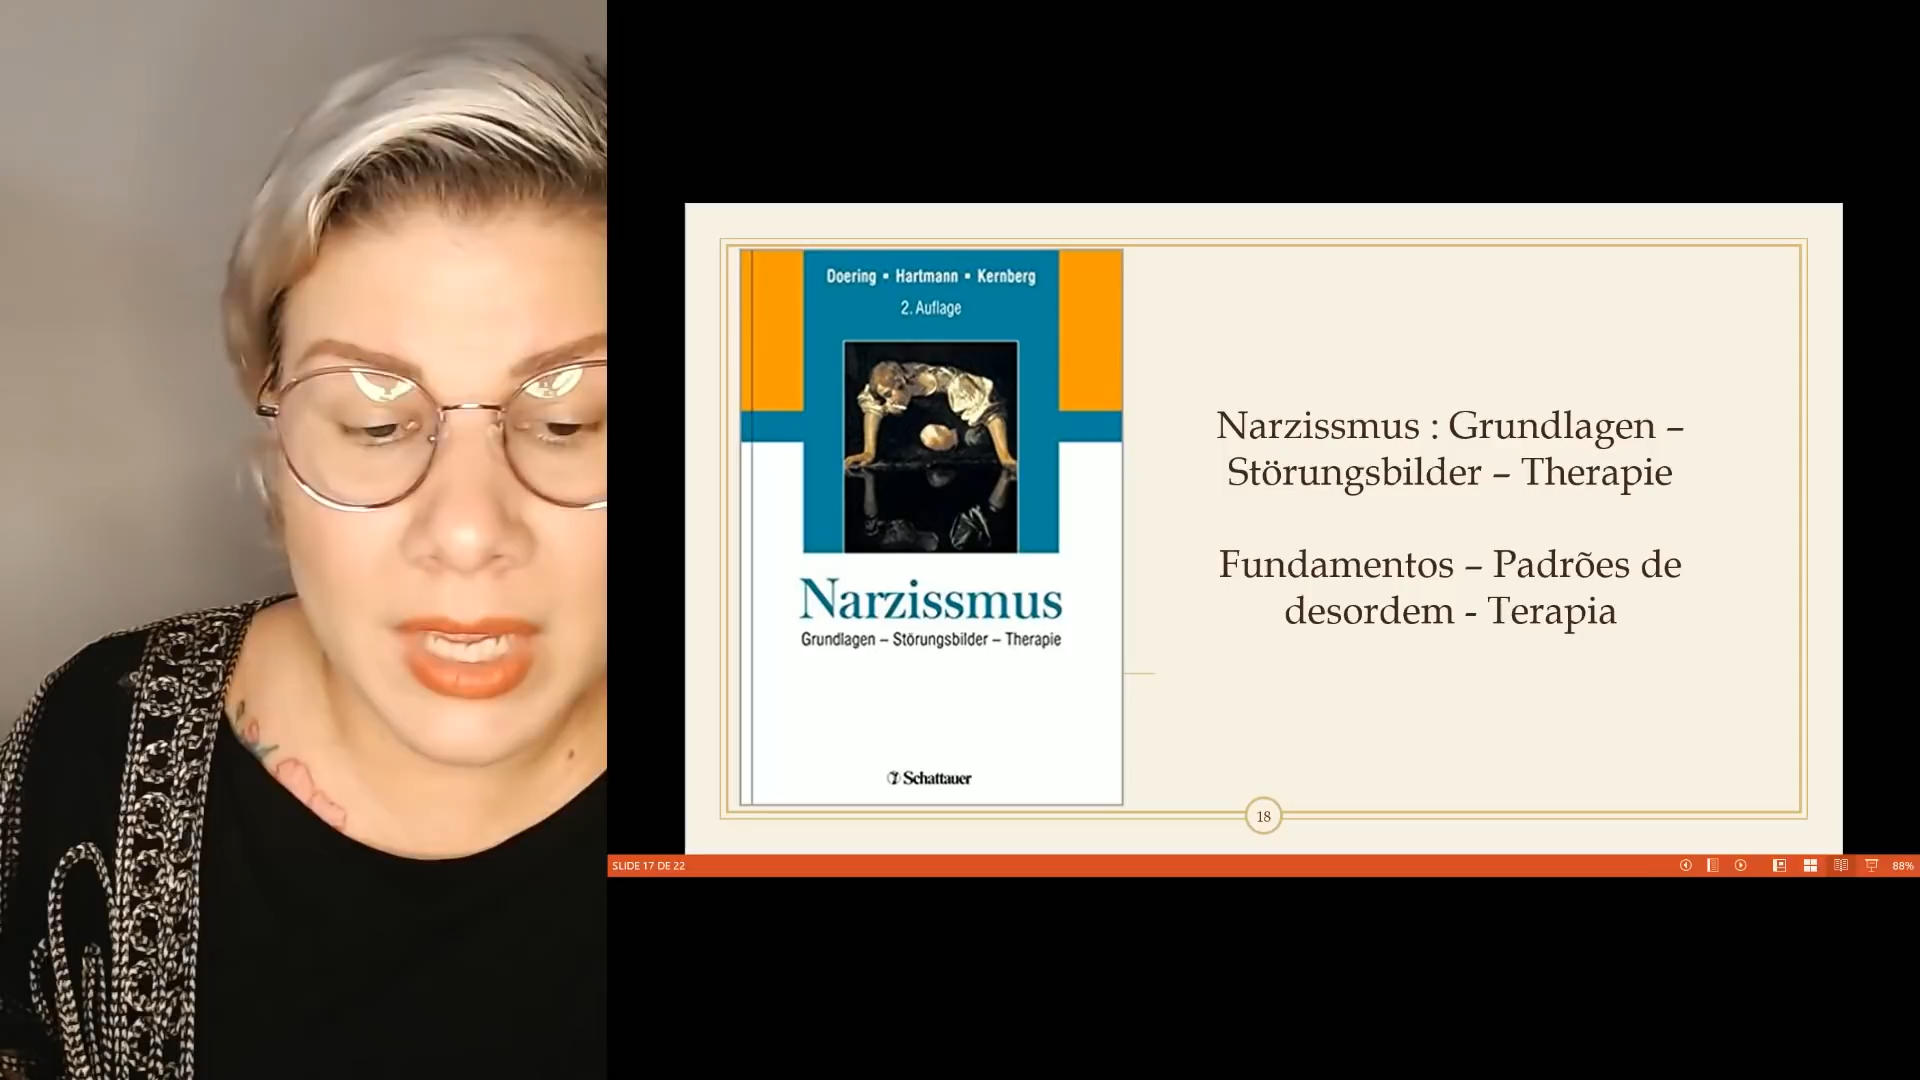 Doering ▪ Hartmann ▪ Kernberg
2. Auflage
Narzissmus
Grundlagen – Störungsbilder – Therapie
Schattauer
Narzissmus : Grundlagen –
Störungsbilder – Therapie
Fundamentos – Padrões de
desordem - Terapia
18
SLIDE 17 DE 22
88%